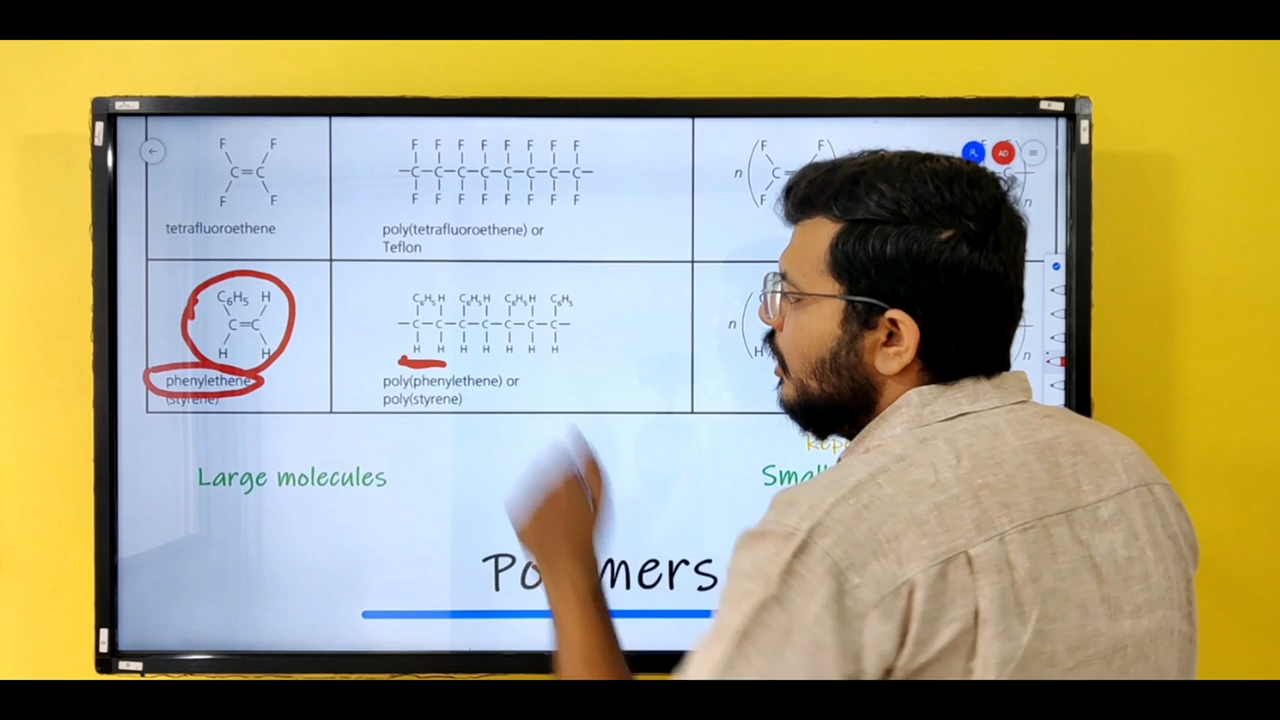 F F F F F F F F F F F F
C=C
-C-C-C-C-C-C-C-C-
F F F F F F F F F F
n ( F F C
F n
AD
tetrafluoroethene
poly(tetrafluoroethene) or
Teflon
C6H5 H C6H5 H C6H5 H C6H5 H C6H5
C=C
-C-C-C-C-C-C-C-
H H H H H H H H H
n ( H n
phenylethene
(styrene)
poly(phenylethene) or
poly(styrene)
Large molecules